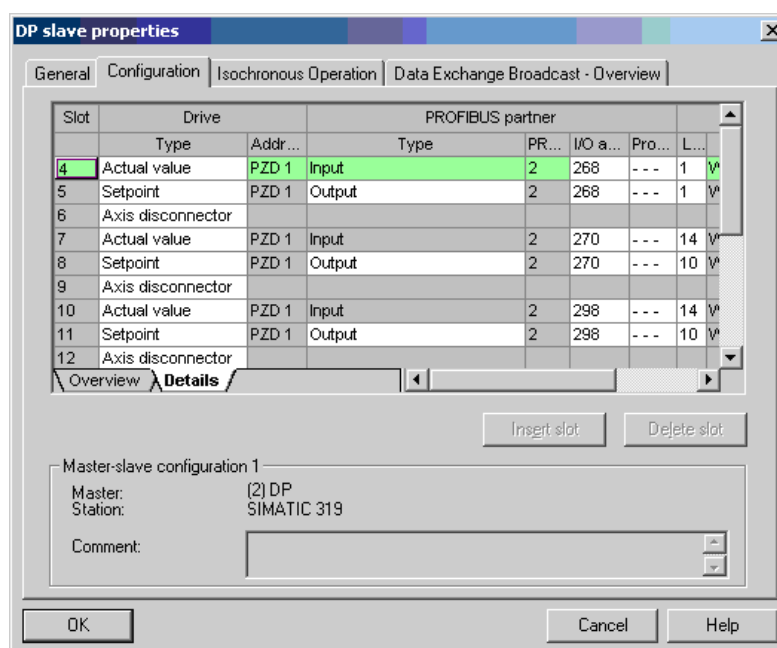 DP slave properties
General Configuration Isochronous Operation Data Exchange Broadcast - Overview
Slot Drive PROFIBUS partner
Type Addr... Type PR... I/O a... Pro... L...
4 Actual value PZD 1 Input 2 268 - - - 1
5 Setpoint PZD 1 Output 2 268 - - - 1
6 Axis disconnector
7 Actual value PZD 1 Input 2 270 - - - 14
8 Setpoint PZD 1 Output 2 270 - - - 10
9 Axis disconnector
10 Actual value PZD 1 Input 2 298 - - - 14
11 Setpoint PZD 1 Output 2 298 - - - 10
12 Axis disconnector
Overview Details
Insert slot Delete slot
Master-slave configuration 1
Master: (2) DP
Station: SIMATIC 319
Comment:
OK Cancel Help